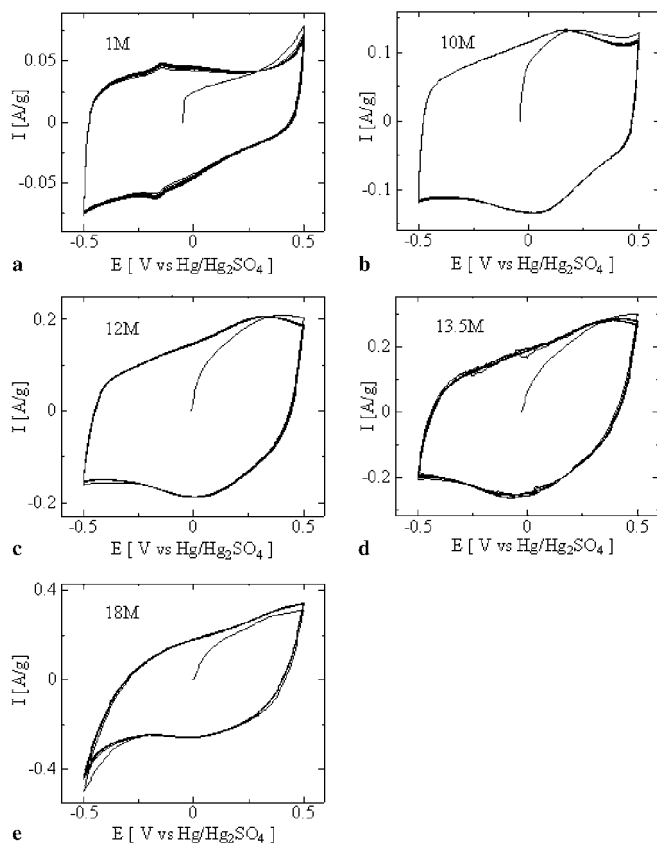 1M
0.05
0
-0.05
I [A/g]
-0.5
0
0.5
a
E [ V vs Hg/Hg2SO4 ]
10M
0.1
0
-0.1
I [A/g]
-0.5
0
0.5
b
E [ V vs Hg/Hg2SO4 ]
12M
0.2
0
-0.2
I [A/g]
-0.5
0
0.5
c
E [ V vs Hg/Hg2SO4 ]
13.5M
0.2
0
-0.2
I [A/g]
-0.5
0
0.5
d
E [ V vs Hg/Hg2SO4 ]
18M
0.4
0
-0.4
I [A/g]
-0.5
0
0.5
e
E [ V vs Hg/Hg2SO4 ]